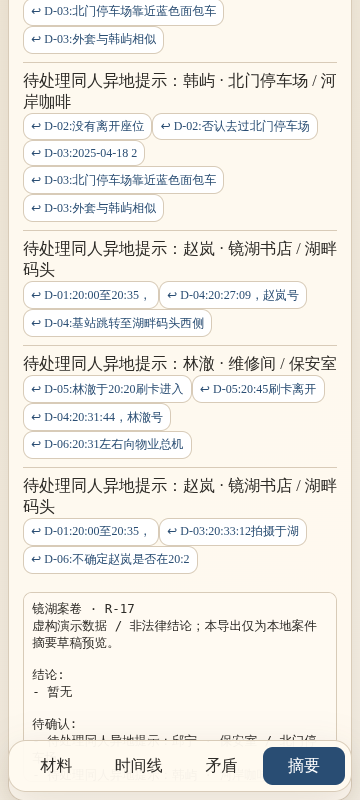 ↩ D-03:北门停车场靠近蓝色面包车
↩ D-03:外套与韩屿相似
待处理同人异地提示：韩屿 · 北门停车场 / 河
岸咖啡
↩ D-02:没有离开座位 ↩ D-02:否认去过北门停车场
↩ D-03:2025-04-18 2
↩ D-03:北门停车场靠近蓝色面包车
↩ D-03:外套与韩屿相似
待处理同人异地提示：赵岚 · 镜湖书店 / 湖畔
码头
↩ D-01:20:00至20:35， ↩ D-04:20:27:09，赵岚号
↩ D-04:基站跳转至湖畔码头西侧
待处理同人异地提示：林澈 · 维修间 / 保安室
↩ D-05:林澈于20:20刷卡进入 ↩ D-05:20:45刷卡离开
↩ D-04:20:31:44，林澈号
↩ D-06:20:31左右向物业总机
待处理同人异地提示：赵岚 · 镜湖书店 / 湖畔
码头
↩ D-01:20:00至20:35， ↩ D-03:20:33:12拍摄于湖
↩ D-06:不确定赵岚是否在20:2
镜湖案卷 · R-17
虚构演示数据 / 非法律结论；本导出仅为本地案件
摘要草稿预览。
结论:
- 暂无
待确认:
材料 时间线 矛盾 摘要